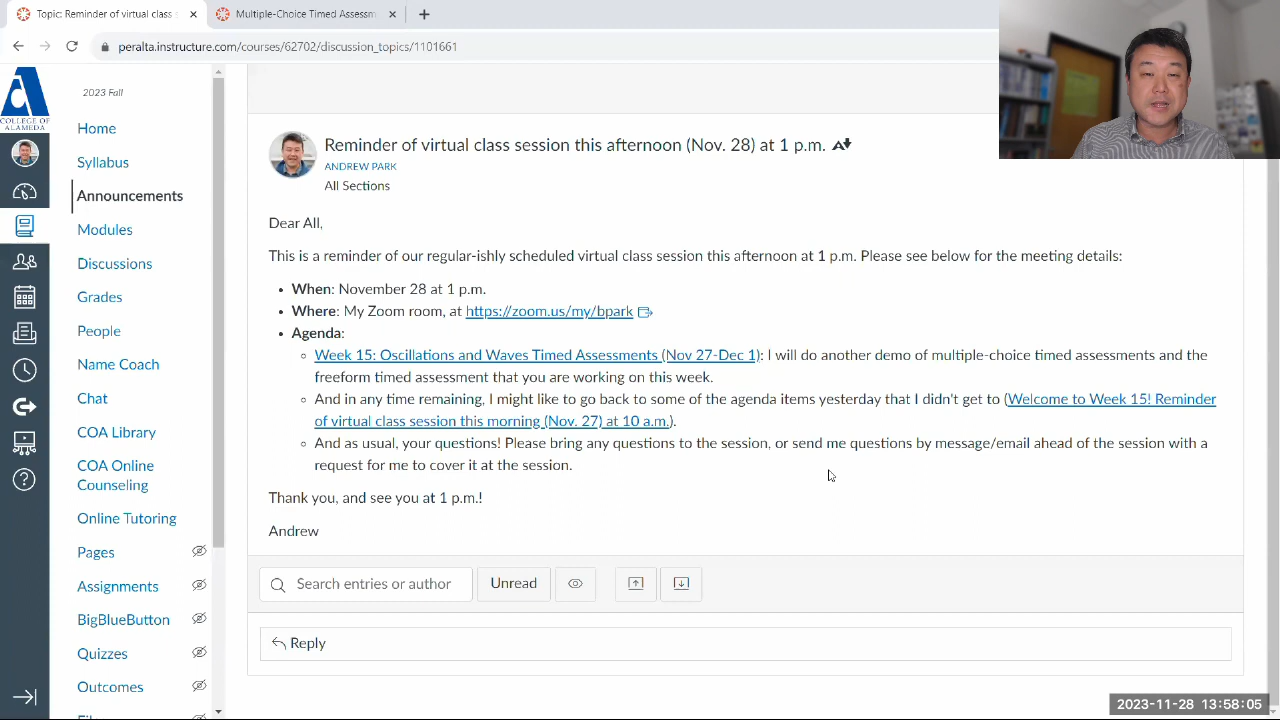 Topic: Reminder of virtual class
Multiple-Choice Timed Assessm
peralta.instructure.com/courses/62702/discussion_topics/1101661
COLLEGE OF
ALAMEDA
2023 Fall
Home
Syllabus
Announcements
Modules
Discussions
Grades
People
Name Coach
Chat
COA Library
COA Online
Counseling
Online Tutoring
Pages
Assignments
BigBlueButton
Quizzes
Outcomes
Reminder of virtual class session this afternoon (Nov. 28) at 1 p.m.
ANDREW PARK
All Sections
Dear All,
This is a reminder of our regular-ishly scheduled virtual class session this afternoon at 1 p.m. Please see below for the meeting details:
• When: November 28 at 1 p.m.
• Where: My Zoom room, at https://zoom.us/my/bpark
• Agenda:
◦ Week 15: Oscillations and Waves Timed Assessments (Nov 27-Dec 1): I will do another demo of multiple-choice timed assessments and the
freeform timed assessment that you are working on this week.
◦ And in any time remaining, I might like to go back to some of the agenda items yesterday that I didn't get to (Welcome to Week 15! Reminder
of virtual class session this morning (Nov. 27) at 10 a.m.).
◦ And as usual, your questions! Please bring any questions to the session, or send me questions by message/email ahead of the session with a
request for me to cover it at the session.
Thank you, and see you at 1 p.m.!
Andrew
Search entries or author
Unread
Reply
2023-11-28 13:58:05